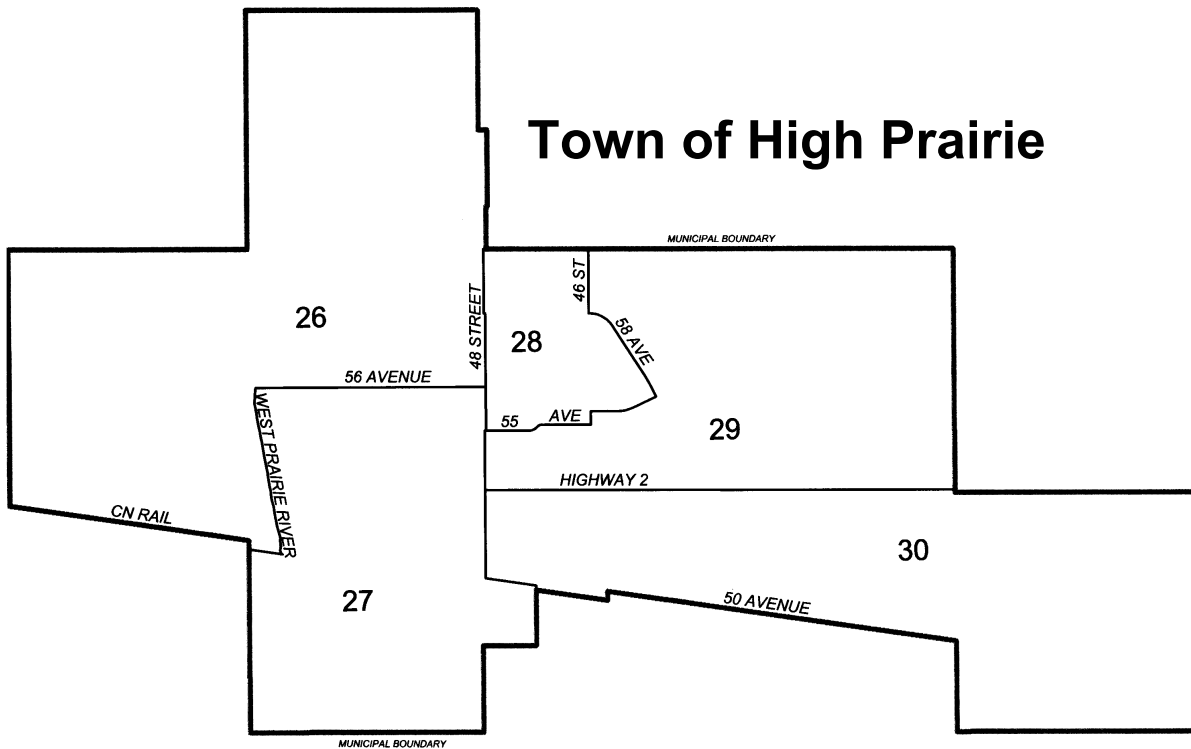 Town of High Prairie
MUNICIPAL BOUNDARY
46 ST
48 STREET
26
28
58 AVE
56 AVENUE
55 AVE
29
WEST PRAIRIE RIVER
HIGHWAY 2
CN RAIL
30
27
50 AVENUE
MUNICIPAL BOUNDARY